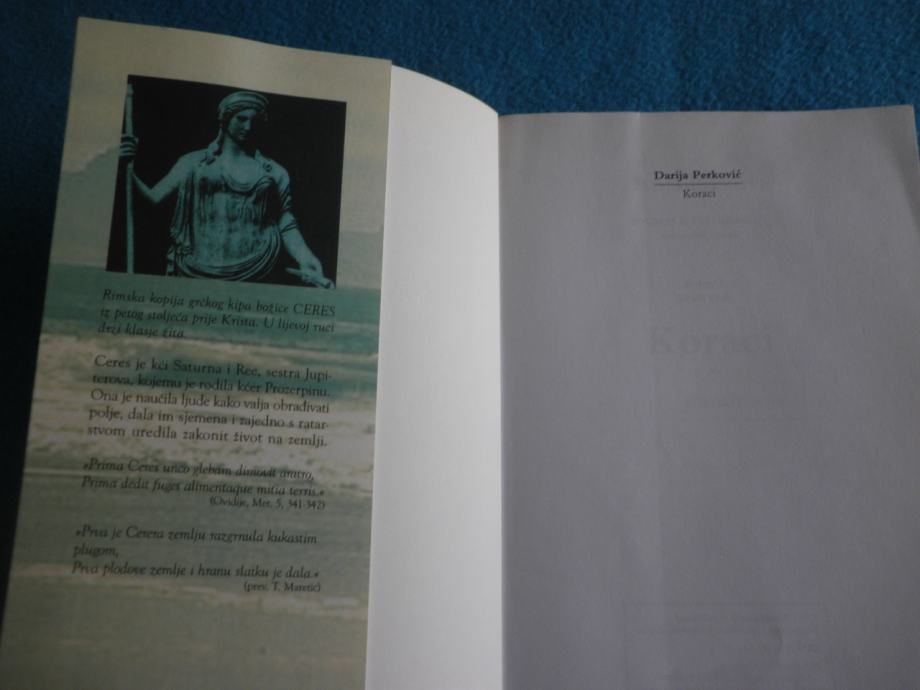 Rimska kopija grčkog kipa božice CERES
iz petog stoljeća prije Krista. U lijevoj ruci
drži klasje žita.
Ceres je kći Saturna i Ree, sestra Jupi-
terova, kojemu je rodila kćer Prozerpinu.
Ona je naučila ljude kako valja obrađivati
polje, dala im sjemena i zajedno s ratar-
stvom uredila zakonit život na zemlji.
»Prima Ceres unco glebam dimovit aratro,
Prima dedit fuges alimentaque mitia terris.«
(Ovidije, Met. 5, 341-342)
»Prva je Cerera zemlju razgrnula kukastim
plugom,
Prva plodove zemlje i hranu slatku je dala.«
(prev. T. Maretić)
Darija Perković
Koraci
Koraci